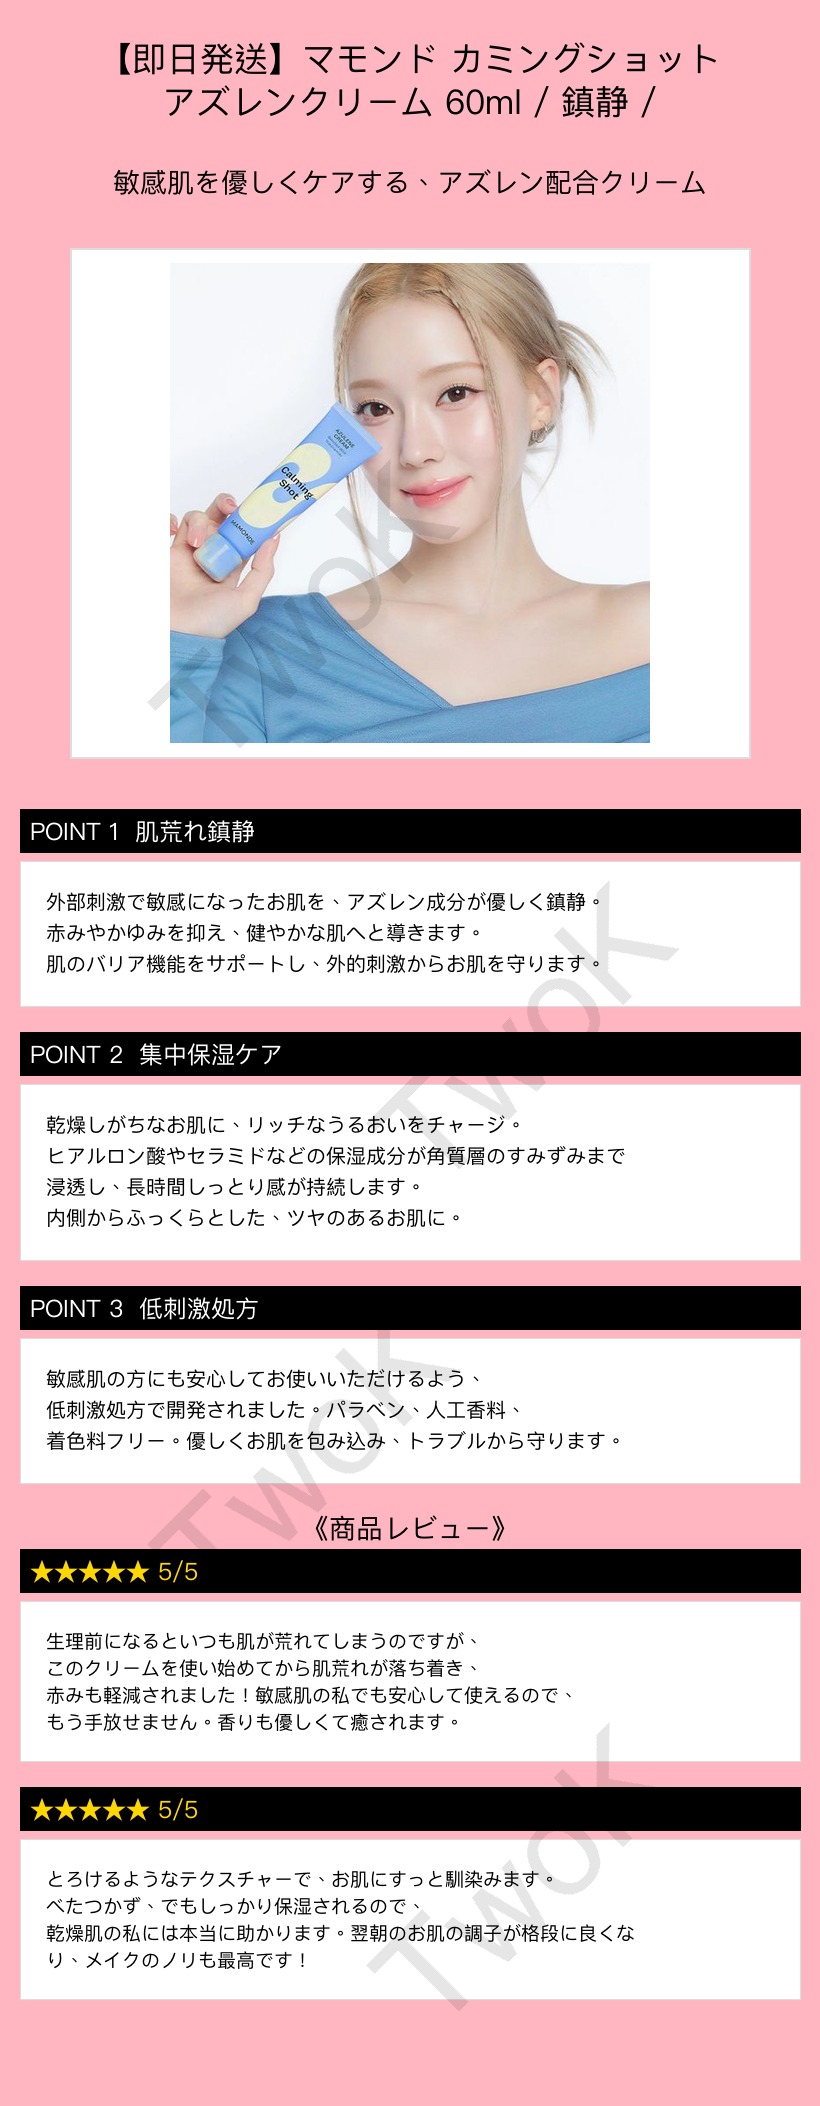 【即日発送】マモンド カミングショット
アズレンクリーム 60ml / 鎮静 /
敏感肌を優しくケアする、アズレン配合クリーム
AZULENE
CREAM
Calming
Shot
MAMONDE
TwoK
POINT 1 肌荒れ鎮静
外部刺激で敏感になったお肌を、アズレン成分が優しく鎮静。
赤みやかゆみを抑え、健やかな肌へと導きます。
肌のバリア機能をサポートし、外的刺激からお肌を守ります。
TwoK
POINT 2 集中保湿ケア
乾燥しがちなお肌に、リッチなうるおいをチャージ。
ヒアルロン酸やセラミドなどの保湿成分が角質層のすみずみまで
浸透し、長時間しっとり感が持続します。
内側からふっくらとした、ツヤのあるお肌に。
POINT 3 低刺激処方
敏感肌の方にも安心してお使いいただけるよう、
低刺激処方で開発されました。パラベン、人工香料、
着色料フリー。優しくお肌を包み込み、トラブルから守ります。
TwoK
《商品レビュー》
★★★★★ 5/5
生理前になるといつも肌が荒れてしまうのですが、
このクリームを使い始めてから肌荒れが落ち着き、
赤みも軽減されました！敏感肌の私でも安心して使えるので、
もう手放せません。香りも優しくて癒されます。
★★★★★ 5/5
とろけるようなテクスチャーで、お肌にすっと馴染みます。
べたつかず、でもしっかり保湿されるので、
乾燥肌の私には本当に助かります。翌朝のお肌の調子が格段に良くな
り、メイクのノリも最高です！
TwoK